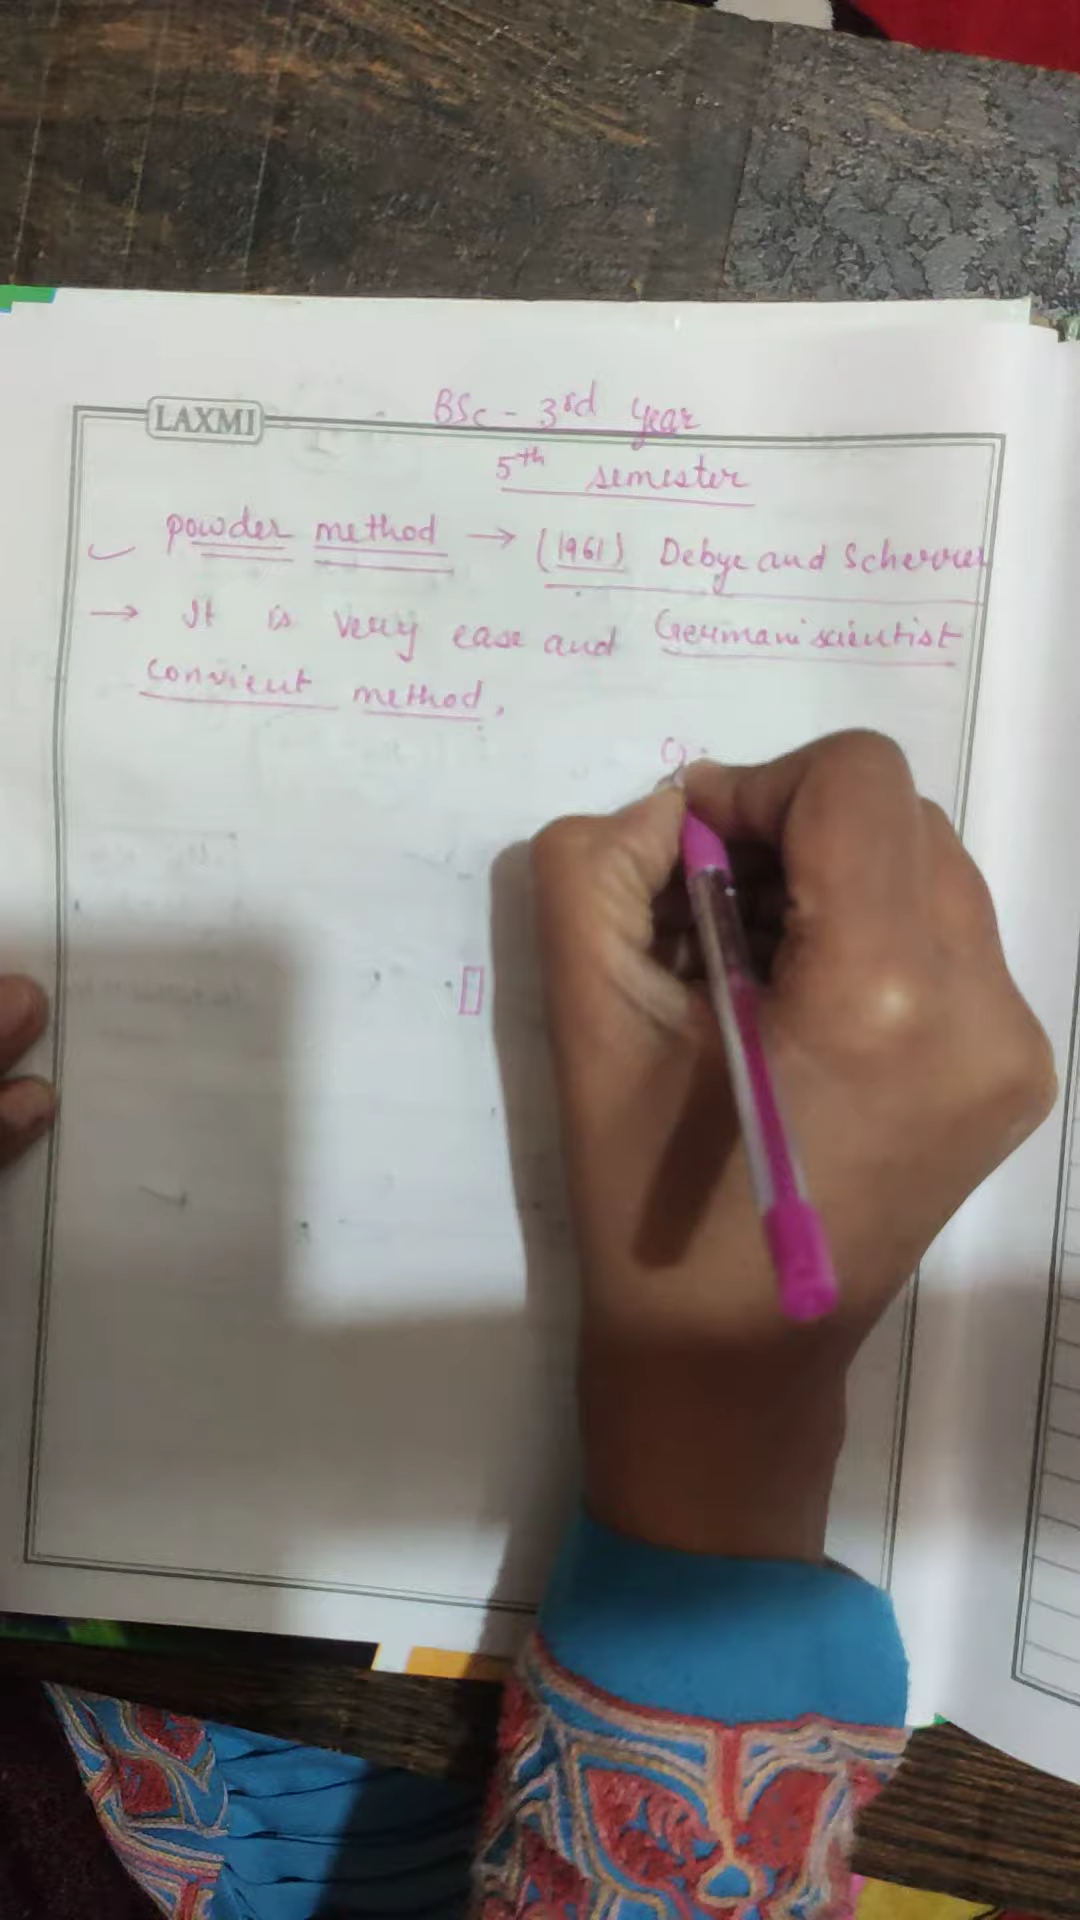 LAXMI
BSc - 3rd year
5th semester
powder method → (1961) Debye and Scherrer
→ It is very ease and Germani scientist
convient method.